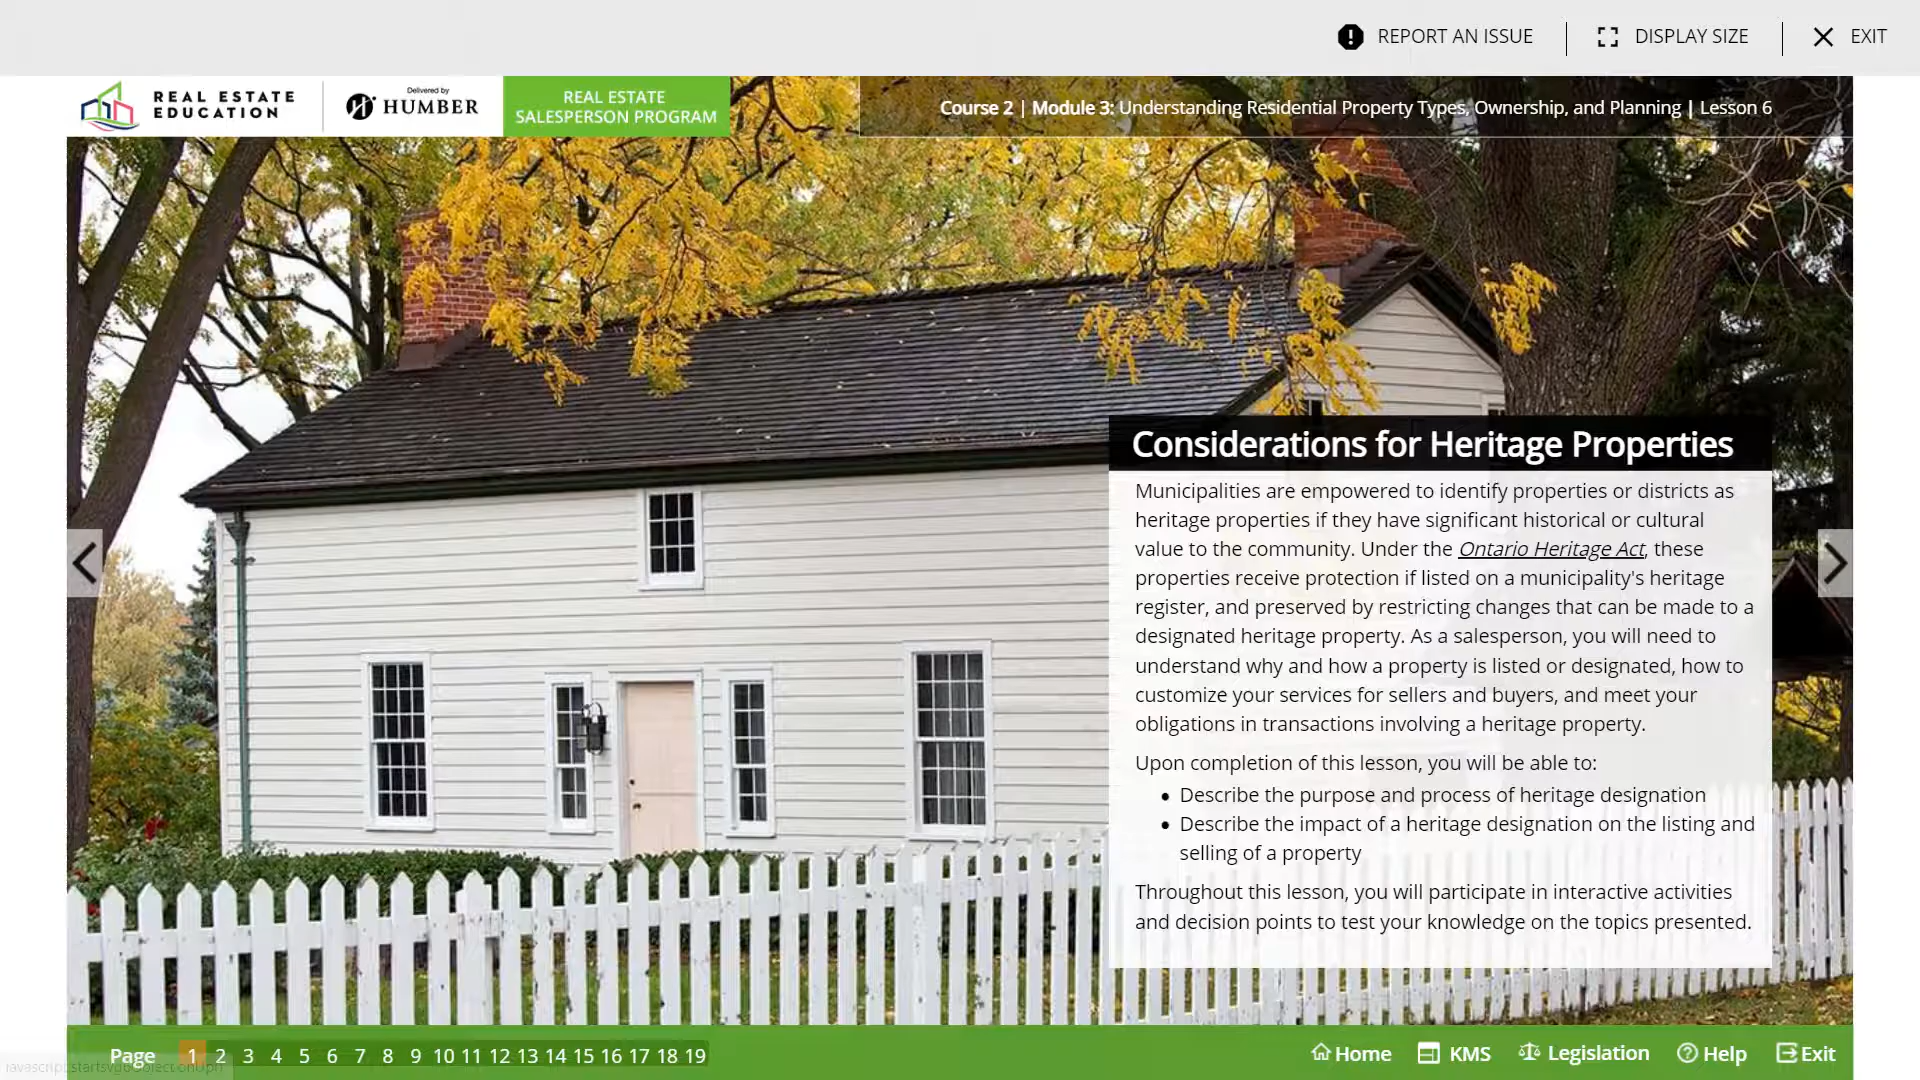 REPORT AN ISSUE
DISPLAY SIZE
EXIT
REAL ESTATE
EDUCATION
Delivered by
HUMBER
REAL ESTATE
SALESPERSON PROGRAM
Course 2 | Module 3: Understanding Residential Property Types, Ownership, and Planning | Lesson 6
Considerations for Heritage Properties
Municipalities are empowered to identify properties or districts as
heritage properties if they have significant historical or cultural
value to the community. Under the Ontario Heritage Act, these
properties receive protection if listed on a municipality's heritage
register, and preserved by restricting changes that can be made to a
designated heritage property. As a salesperson, you will need to
understand why and how a property is listed or designated, how to
customize your services for sellers and buyers, and meet your
obligations in transactions involving a heritage property.
Upon completion of this lesson, you will be able to:
• Describe the purpose and process of heritage designation
• Describe the impact of a heritage designation on the listing and
selling of a property
Throughout this lesson, you will participate in interactive activities
and decision points to test your knowledge on the topics presented.
Page 1 2 3 4 5 6 7 8 9 10 11 12 13 14 15 16 17 18 19
Home
KMS
Legislation
Help
Exit